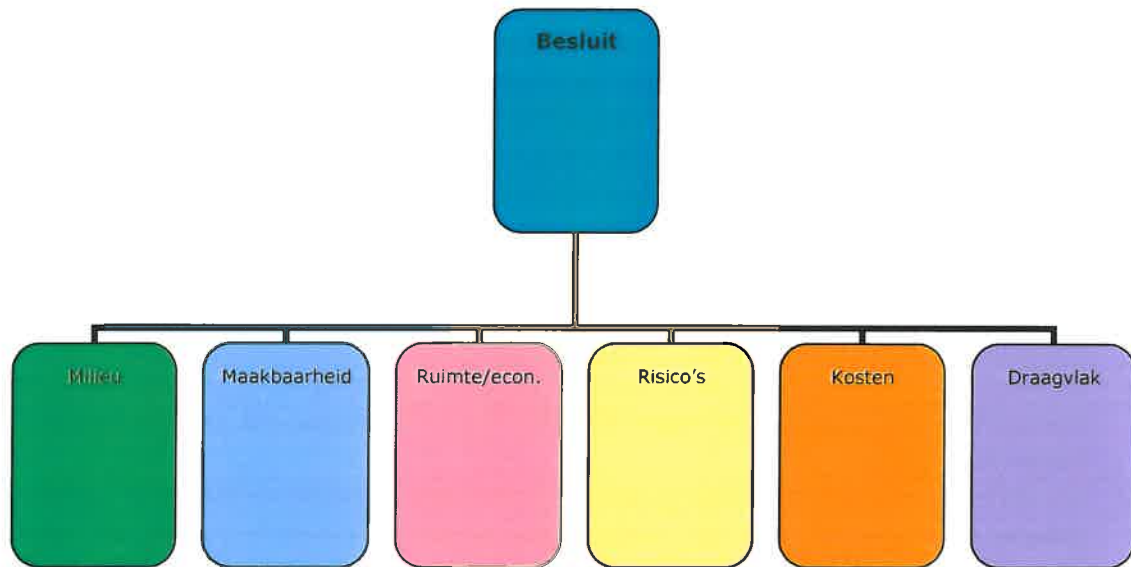 Besluit
Milieu
Maakbaarheid
Ruimte/econ.
Risico's
Kosten
Draagvlak